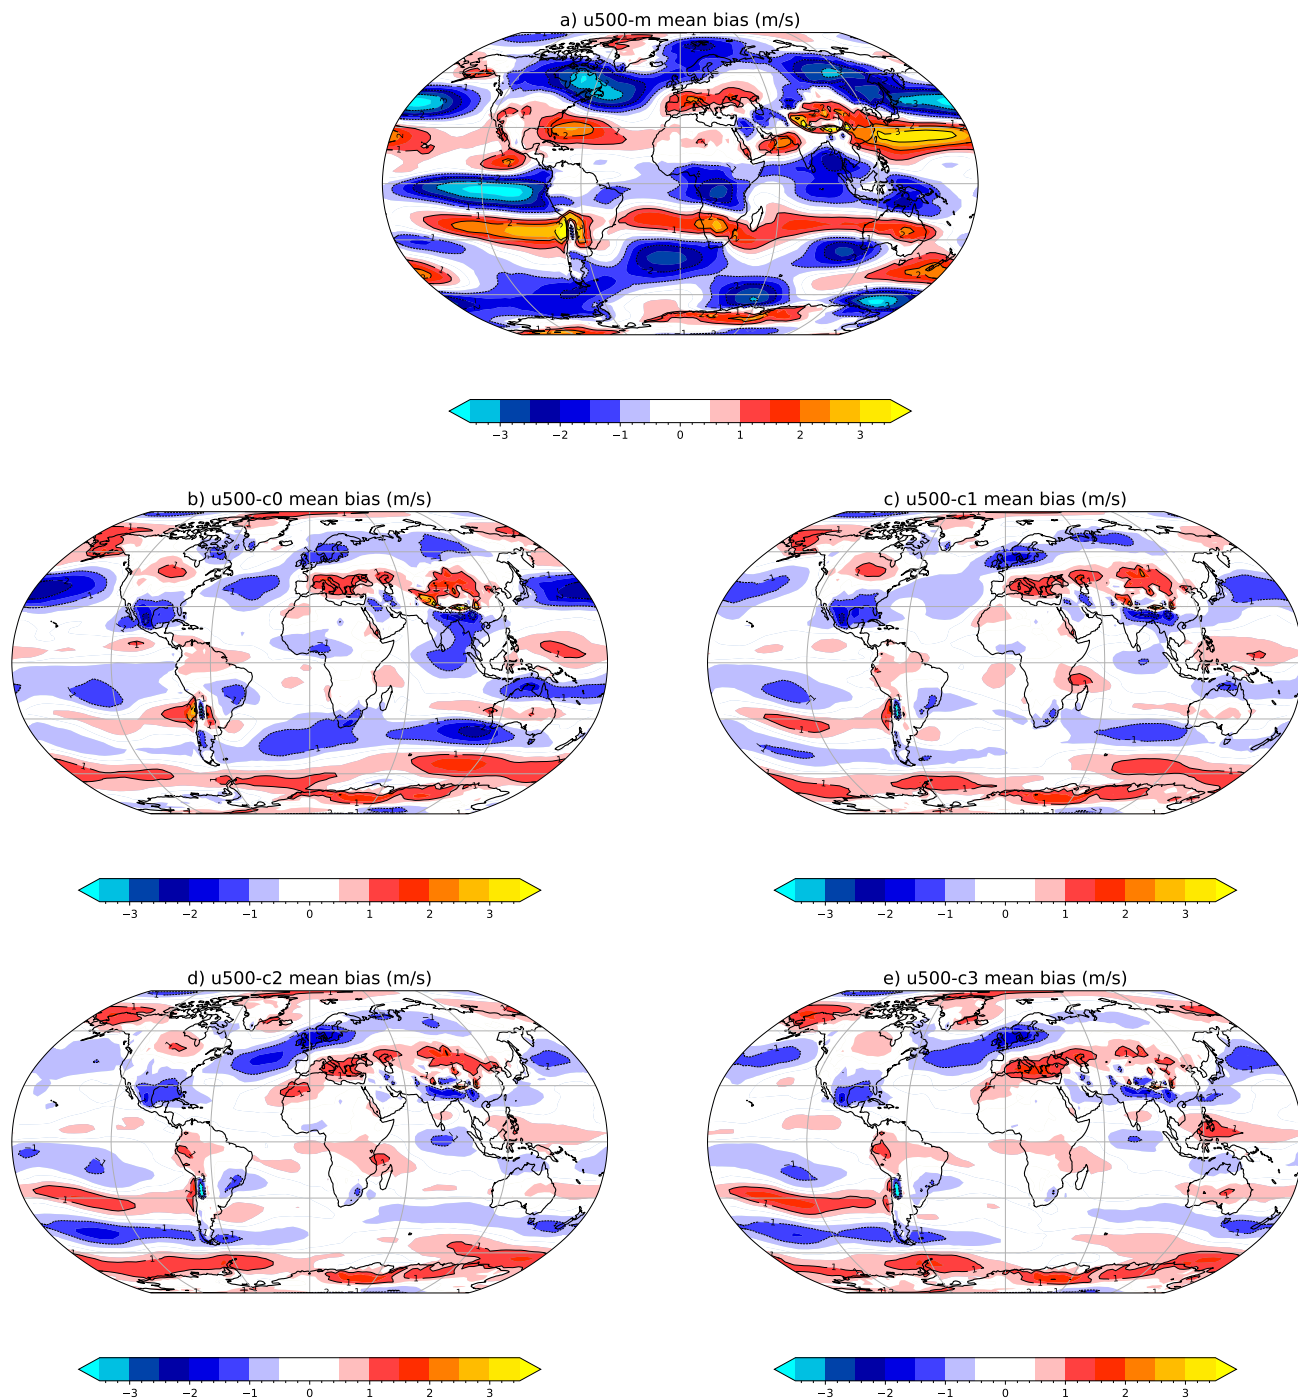 a) u500-m mean bias (m/s)
−3 −2 −1 0 1 2 3
b) u500-c0 mean bias (m/s)
c) u500-c1 mean bias (m/s)
−3 −2 −1 0 1 2 3
−3 −2 −1 0 1 2 3
d) u500-c2 mean bias (m/s)
e) u500-c3 mean bias (m/s)
−3 −2 −1 0 1 2 3
−3 −2 −1 0 1 2 3